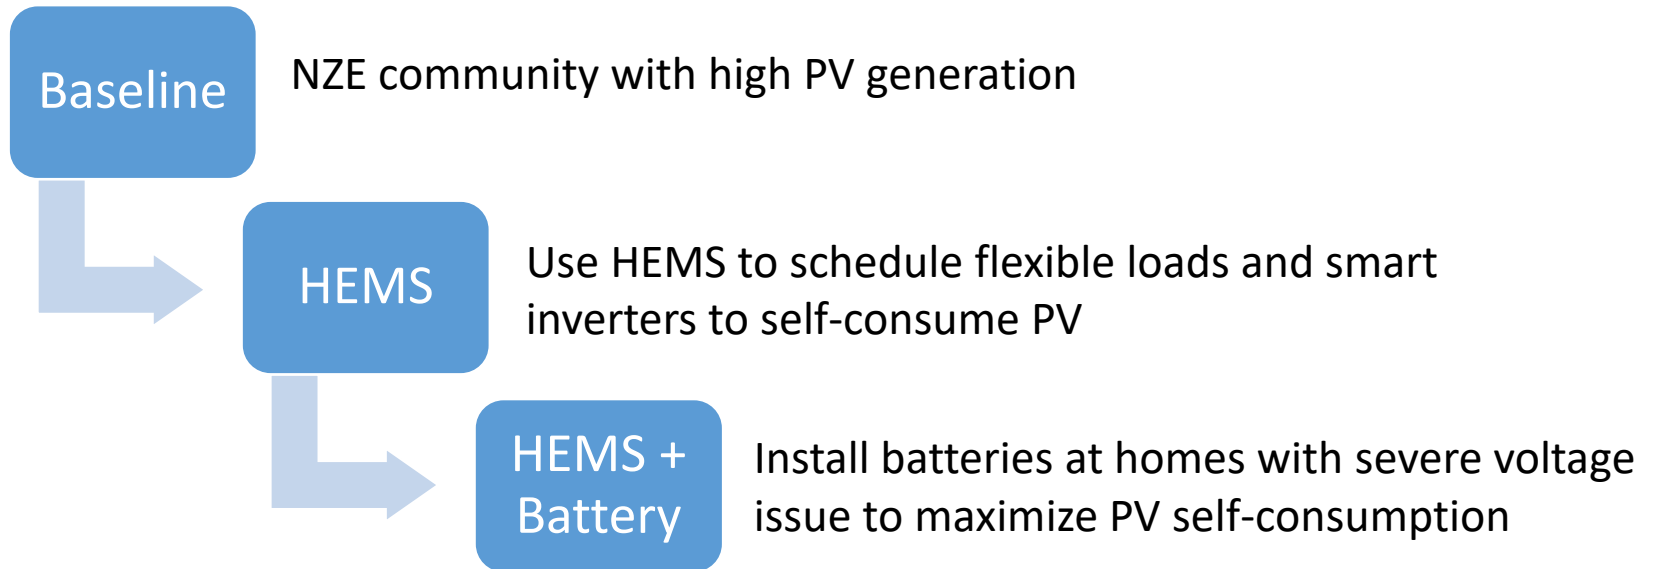 Baseline
NZE community with high PV generation
HEMS
Use HEMS to schedule flexible loads and smart
inverters to self-consume PV
HEMS +
Battery
Install batteries at homes with severe voltage
issue to maximize PV self-consumption